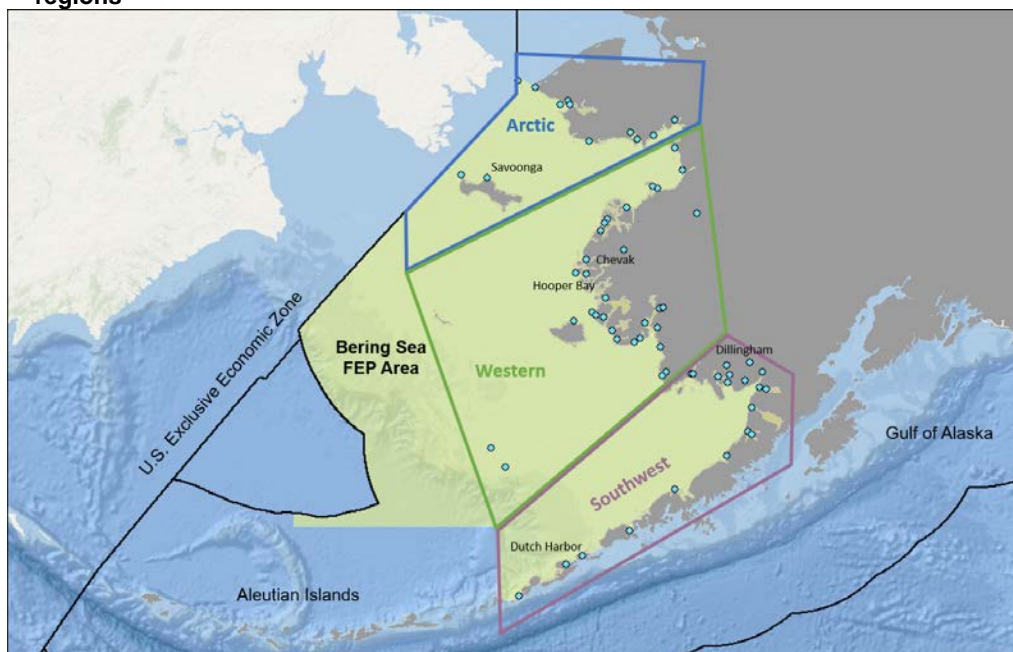 regions
Arctic
Savoonga
Chevak
Hooper Bay
U.S. Exclusive Economic Zone
Bering Sea
FEP Area
Western
Dillingham
Gulf of Alaska
Southwest
Dutch Harbor
Aleutian Islands